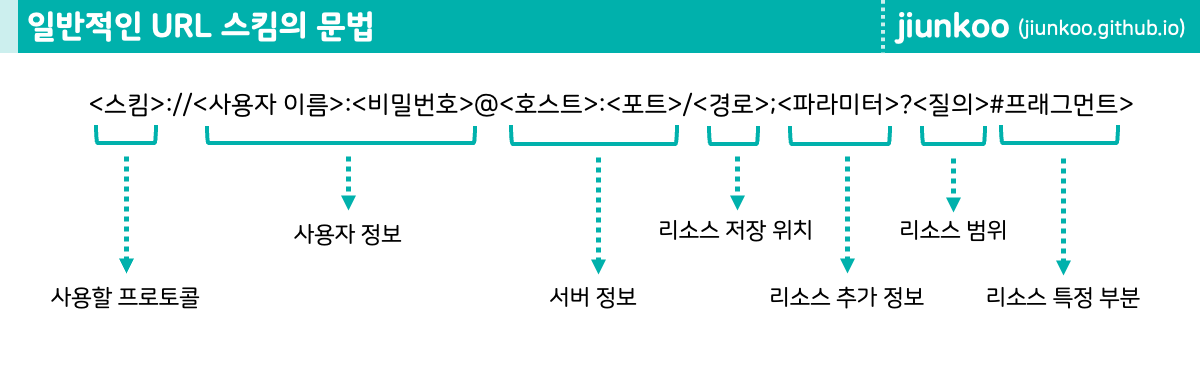 일반적인 URL 스킴의 문법
jiunkoo (jiunkoo.github.io)
<스킴>://<사용자 이름>:<비밀번호>@<호스트>:<포트>/<경로>;<파라미터>?<질의>#프래그먼트>
사용자 정보
리소스 저장 위치
리소스 범위
사용할 프로토콜
서버 정보
리소스 추가 정보
리소스 특정 부분